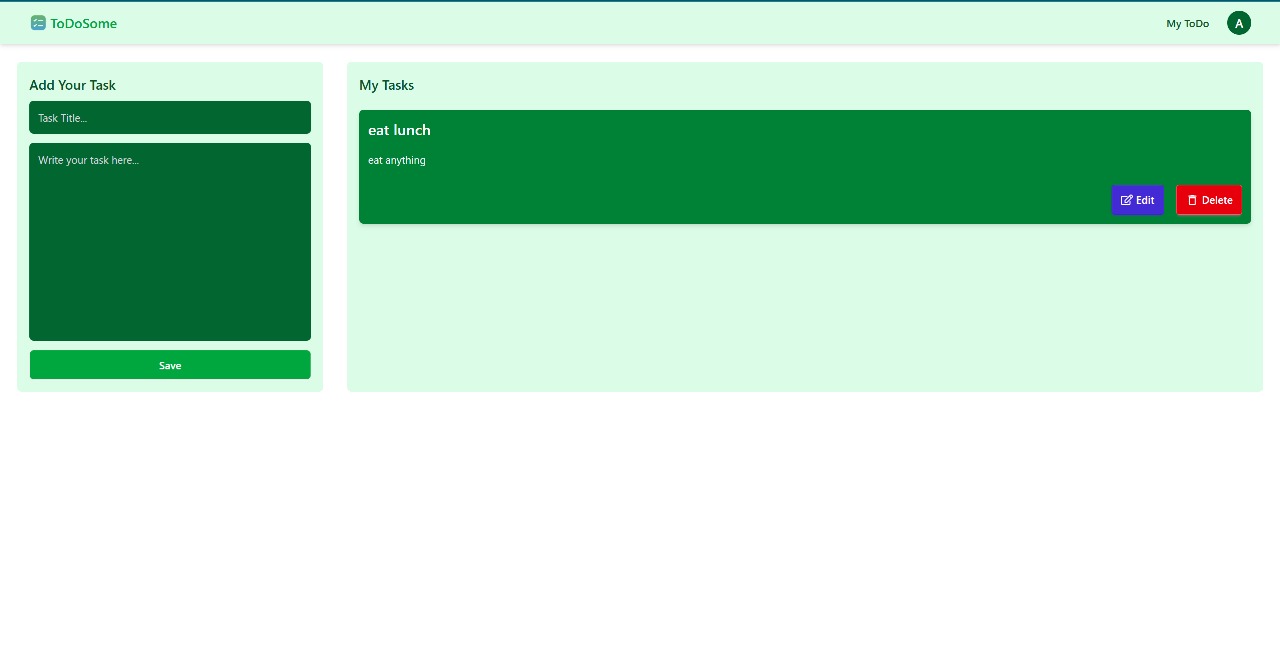 ToDoSome
My ToDo
A
Add Your Task
Task Title...
Write your task here...
Save
My Tasks
eat lunch
eat anything
Edit
Delete